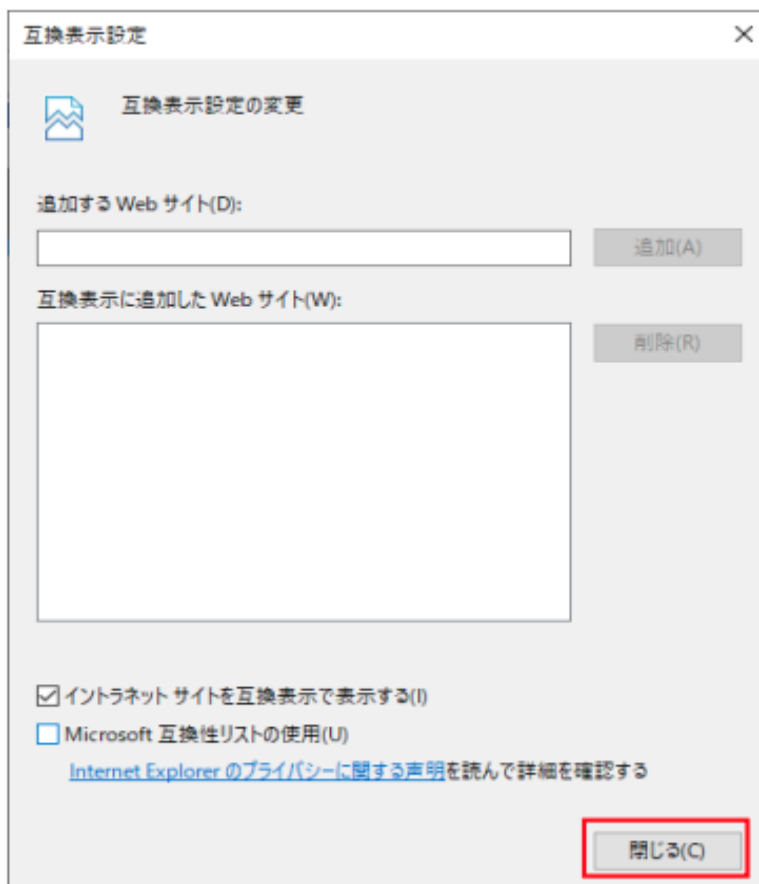 互換表示設定
互換表示設定の変更
追加する Web サイト(D):
追加(A)
互換表示に追加した Web サイト(W):
削除(R)
イントラネット サイトを互換表示で表示する(I)
Microsoft 互換性リストの使用(U)
Internet Explorer のプライバシーに関する声明を読んで詳細を確認する
閉じる(C)